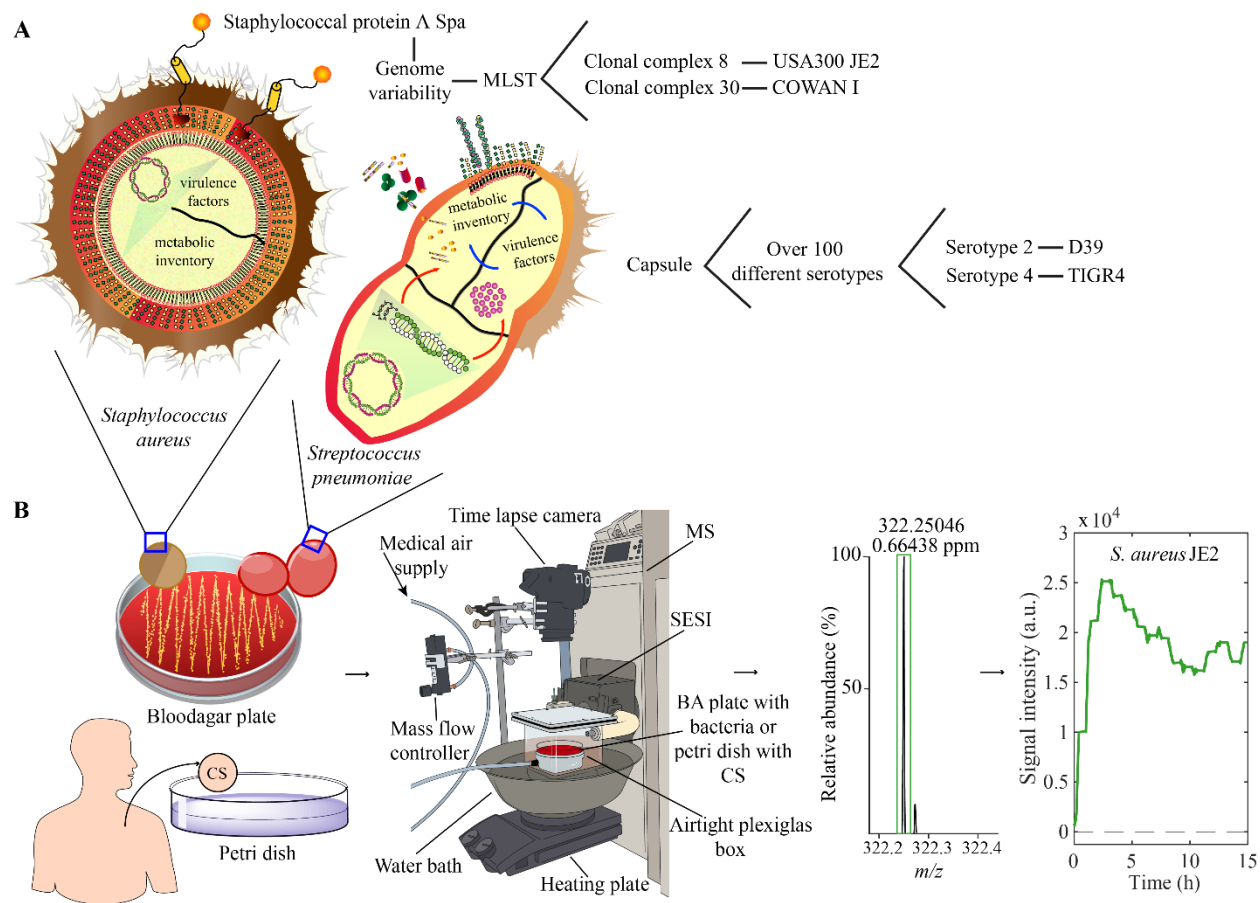 A
Staphylococcal protein A Spa
Genome
variability
MLST
Clonal complex 8
USA300 JE2
Clonal complex 30
COWAN I
virulence
factors
metabolic
inventory
metabolic
inventory
virulence
factors
Capsule
Over 100
different serotypes
Serotype 2
D39
Serotype 4
TIGR4
Staphylococcus
aureus
Streptococcus
pneumoniae
B
Bloodagar plate
CS
Petri dish
Time lapse camera
Medical air
supply
MS
SESI
Mass flow
controller
BA plate with
bacteria or
petri dish with
CS
Airtight plexiglas
box
Water bath
Heating plate
322.25046
0.66438 ppm
Relative abundance (%)
100
50
322.2
322.3
322.4
m/z
x 10⁴
S. aureus JE2
Signal intensity (a.u.)
3
2.5
2
1.5
1
0.5
0
0
5
10
15
Time (h)